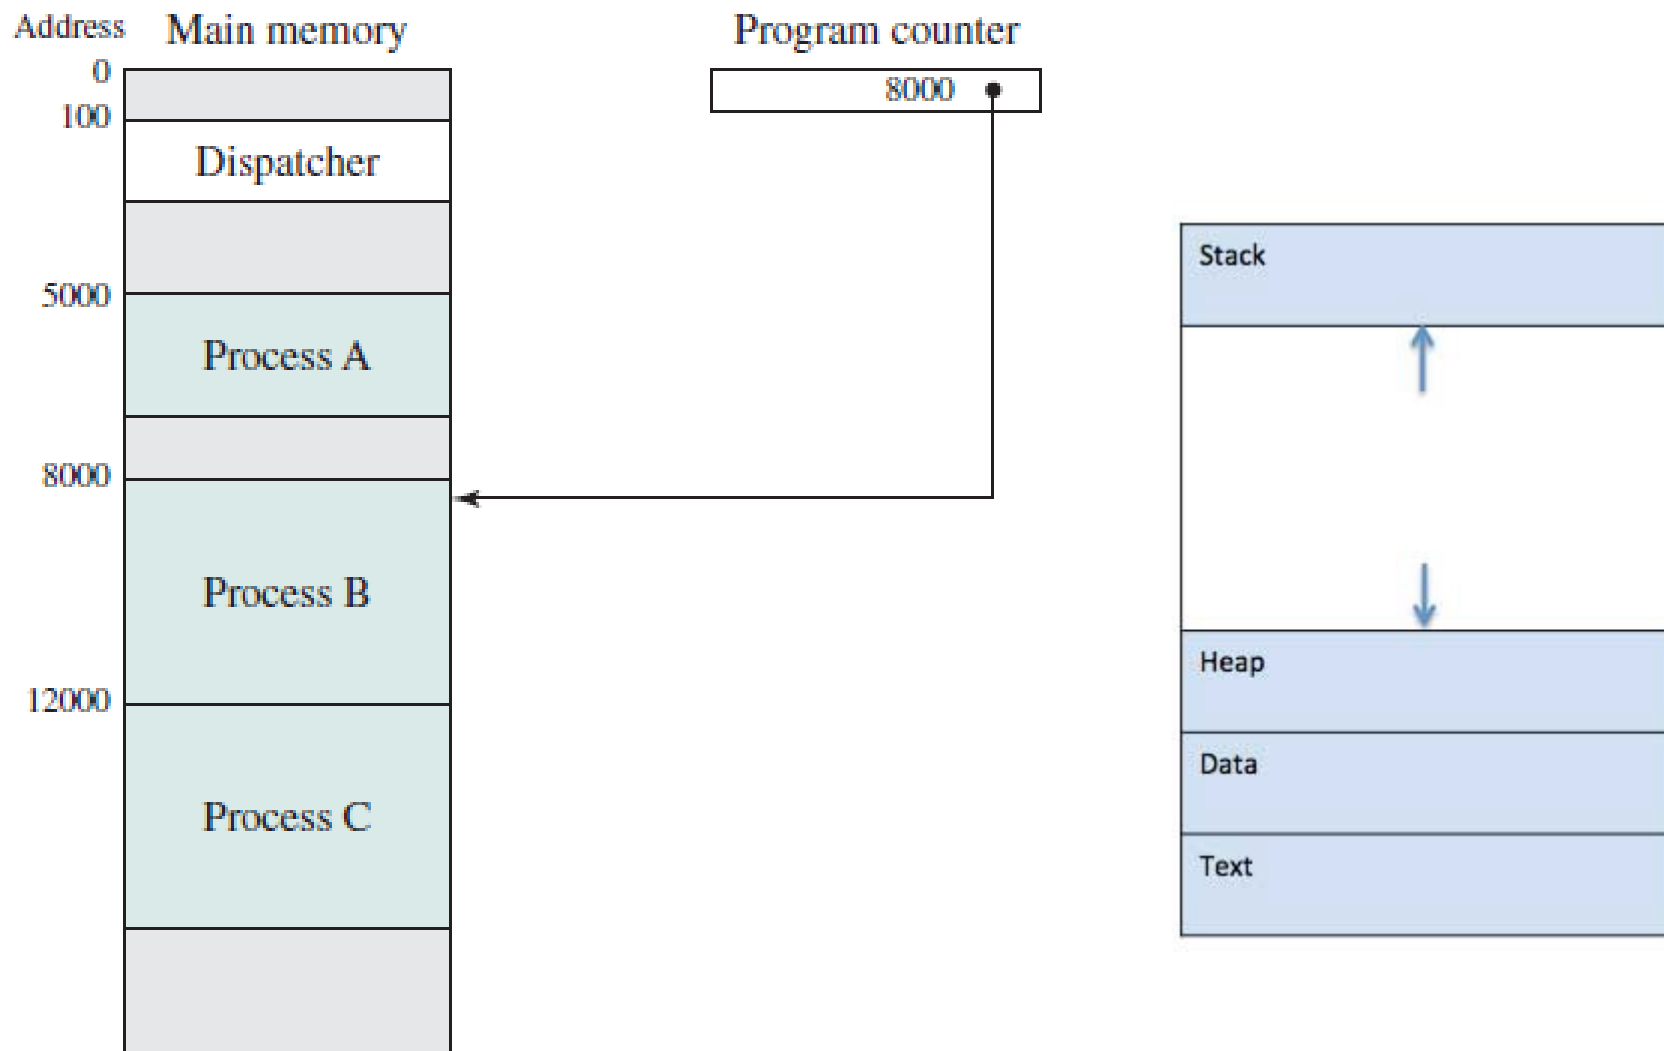 Address Main memory
0
100
Dispatcher
5000
Process A
8000
Process B
12000
Process C
Program counter
8000
Stack
Heap
Data
Text